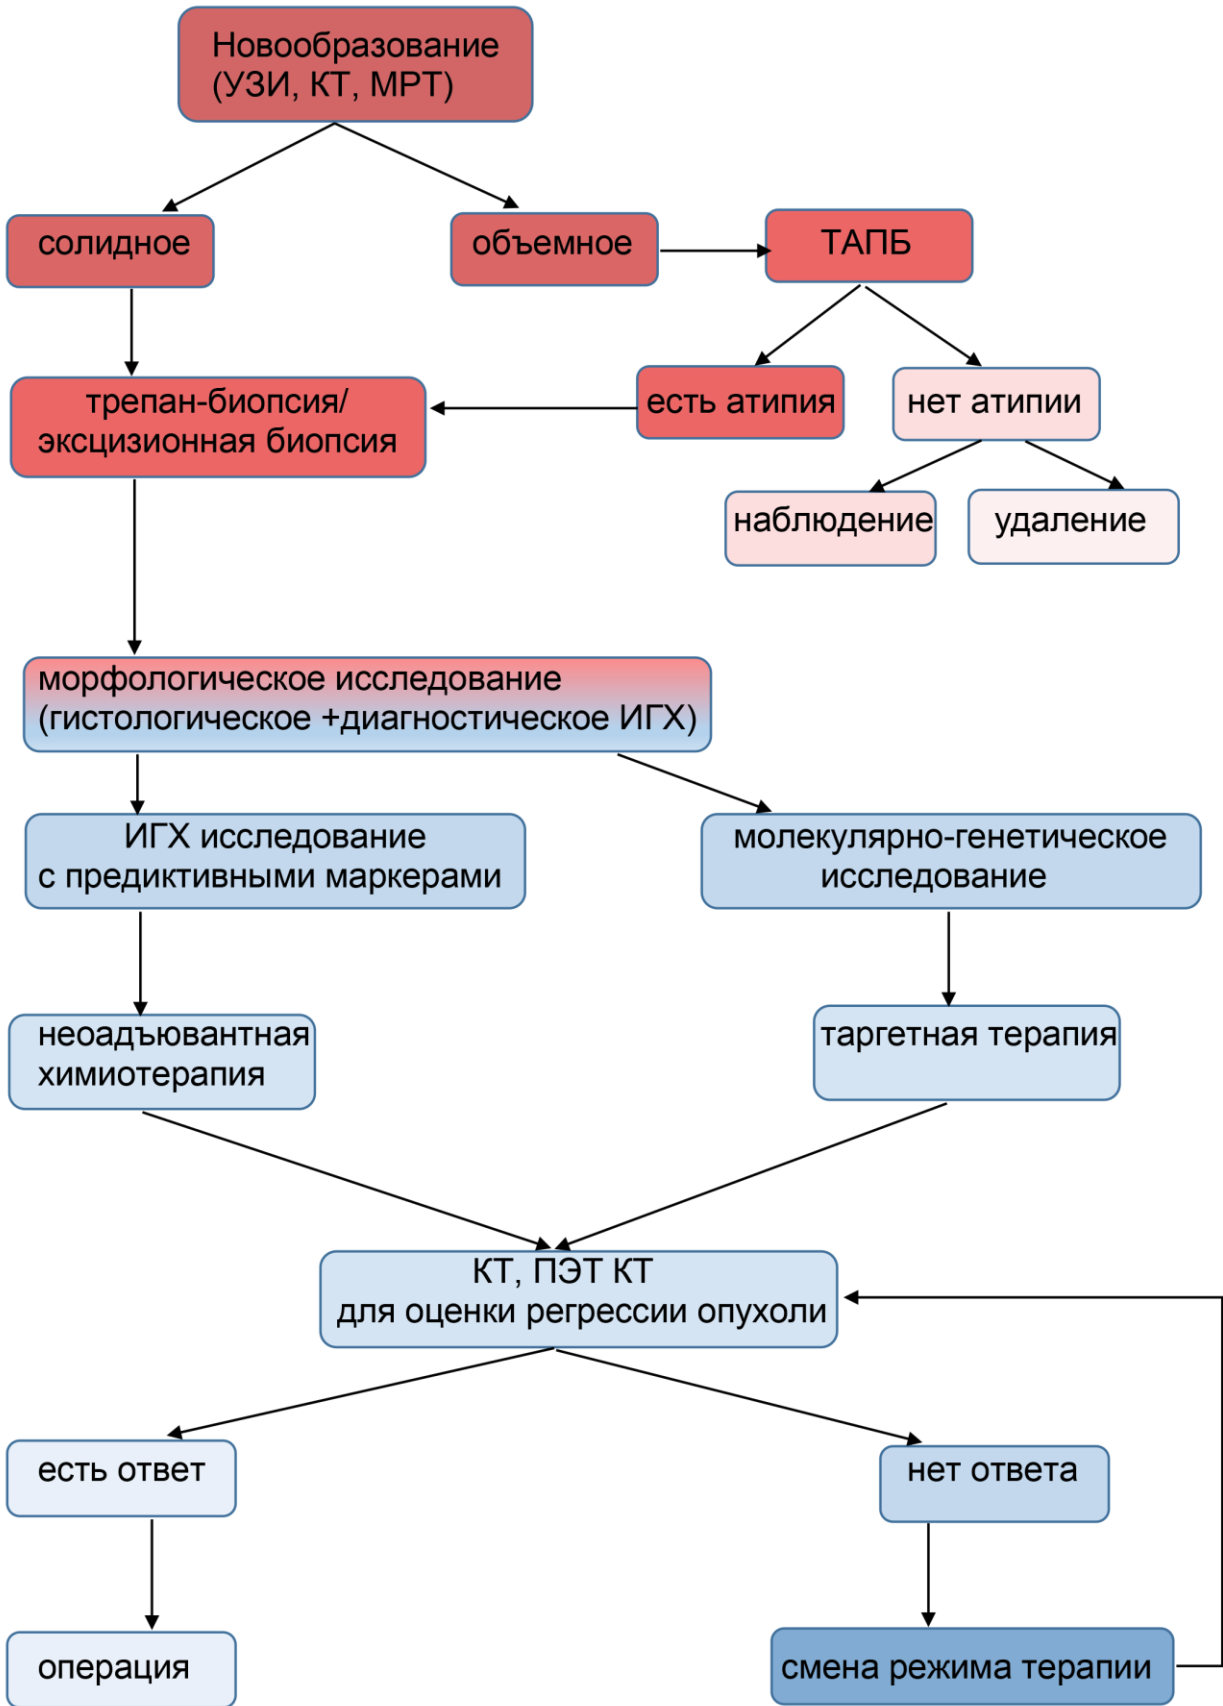 Новообразование
(УЗИ, КТ, МРТ)
солидное
объемное
ТАПБ
трепан-биопсия/
эксцизионная биопсия
есть атипия
нет атипии
наблюдение
удаление
морфологическое исследование
(гистологическое +диагностическое ИГХ)
ИГХ исследование
с предиктивными маркерами
молекулярно-генетическое
исследование
неоадъювантная
химиотерапия
таргетная терапия
КТ, ПЭТ КТ
для оценки регрессии опухоли
есть ответ
нет ответа
операция
смена режима терапии